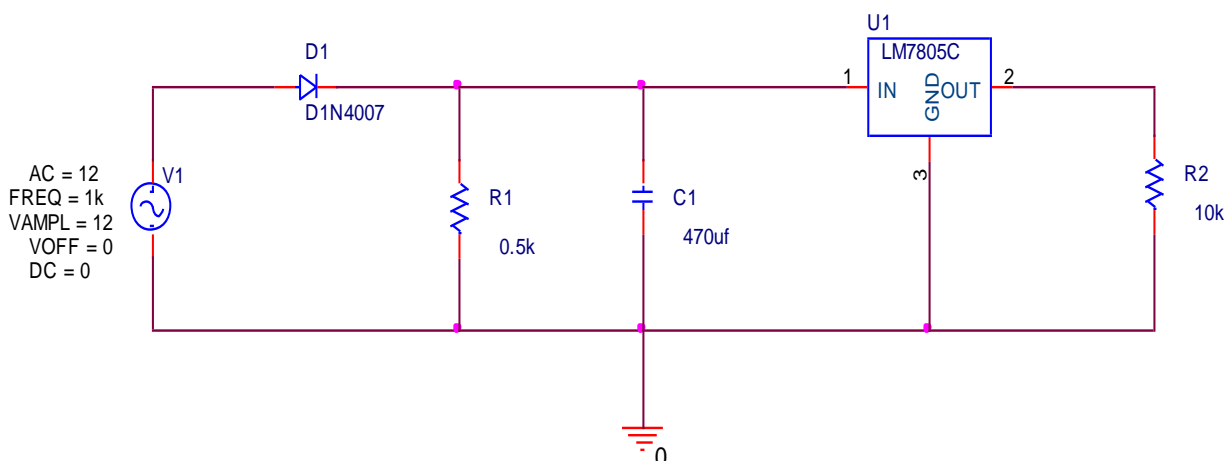 U1
LM7805C
D1
1
IN
GND
OUT
2
D1N4007
AC = 12
FREQ = 1k
VAMPL = 12
VOFF = 0
DC = 0
V1
R1
0.5k
C1
470uf
3
R2
10k
0